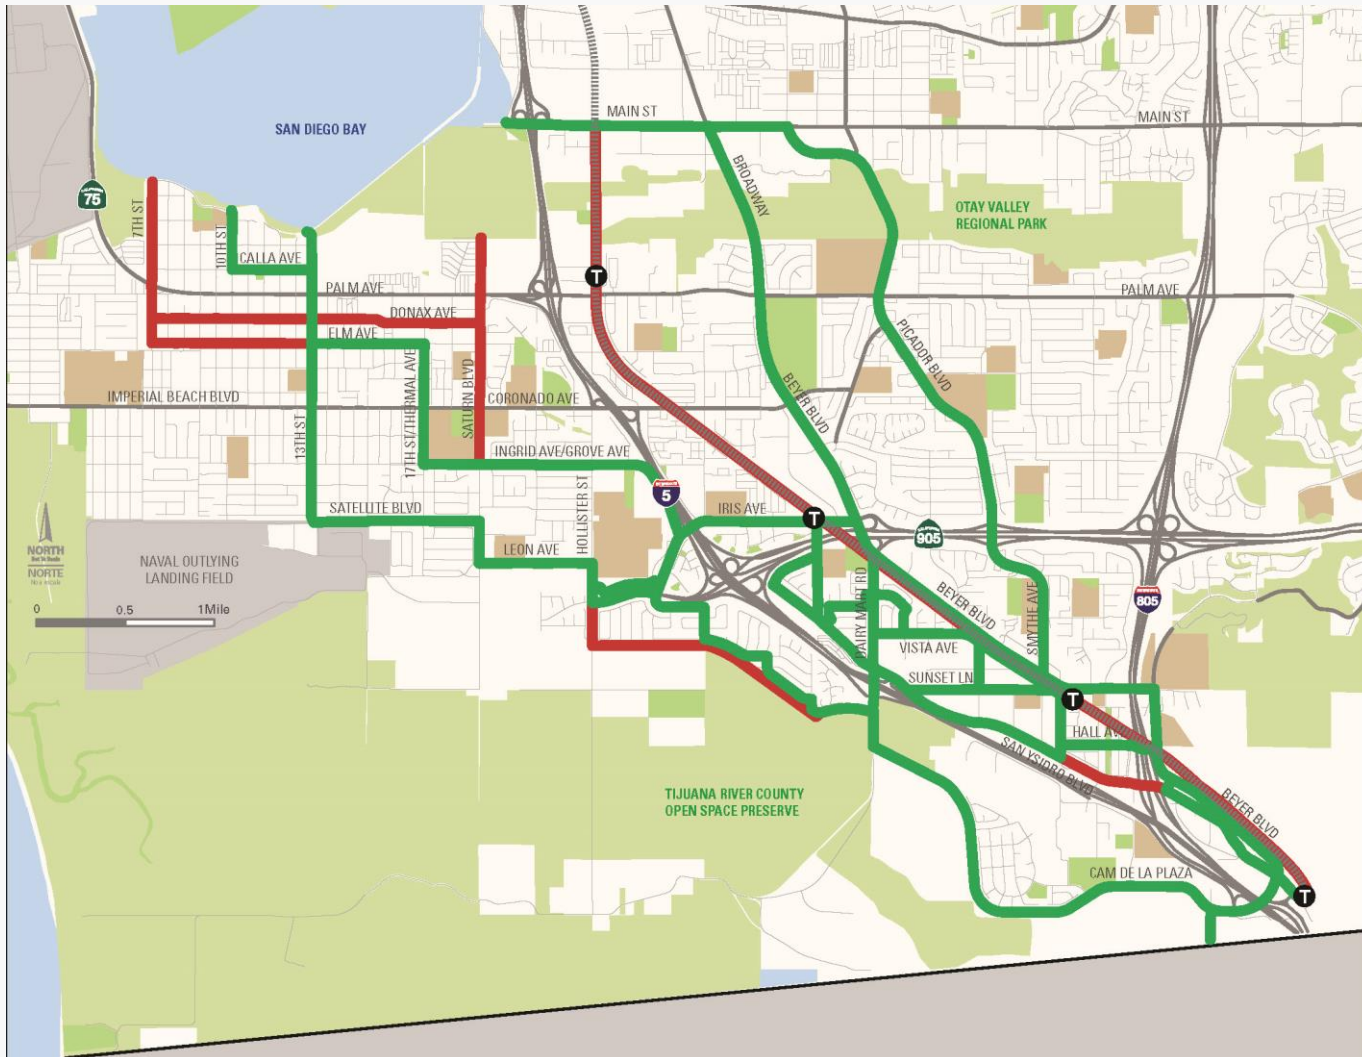 MAIN ST
MAIN ST
SAN DIEGO BAY
BROADWAY
75
7TH ST
10TH ST
OTAY VALLEY
REGIONAL PARK
CALLA AVE
T
PALM AVE
PALM AVE
DONAX AVE
ELM AVE
PICADOR BLVD
17TH ST/THERMAL AVE
SATURN BLVD
BEYER BLVD
IMPERIAL BEACH BLVD
CORONADO AVE
13TH ST
INGRID AVE/GROVE AVE
HOLLISTER ST
5
SATELLITE BLVD
IRIS AVE
T
905
NORTH
NORTE
LEON AVE
NAVAL OUTLYING
LANDING FIELD
DAIRY MART RD
BEYER BLVD
SMYTHE AVE
805
0 0.5 1Mile
VISTA AVE
SUNSET LN
T
HALL AV
SAN YSIDRO BLVD
TIJUANA RIVER COUNTY
OPEN SPACE PRESERVE
BEYER BLVD
CAM DE LA PLAZA
T